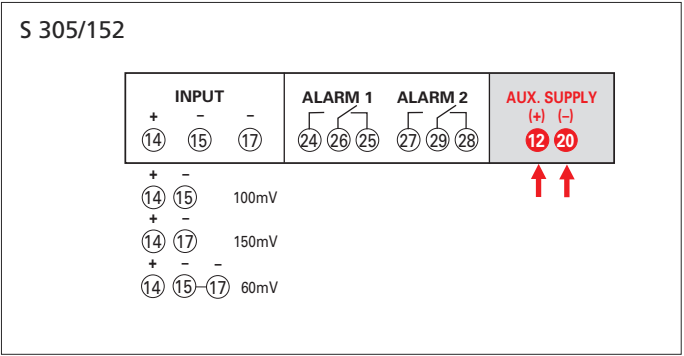 S 305/152
INPUT ALARM 1 ALARM 2 AUX. SUPPLY
+ – – (+) (–)
14 15 17 24 26 25 27 29 28 12 20
+ –
14 15 100mV
+ –
14 17 150mV
+ – –
14 15 17 60mV